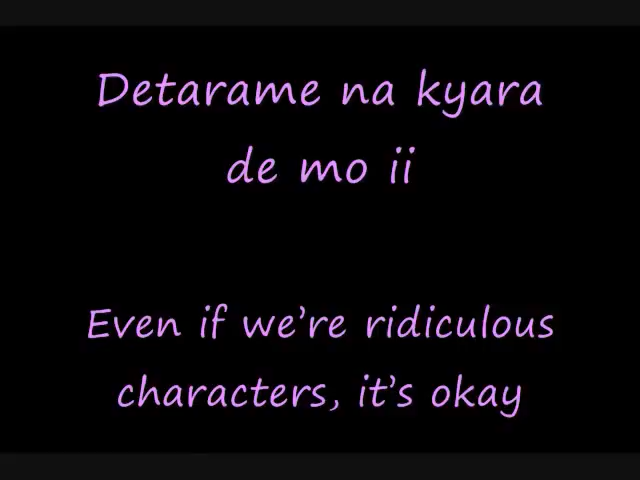 Detarame na kyara
de mo ii
Even if we’re ridiculous
characters, it’s okay